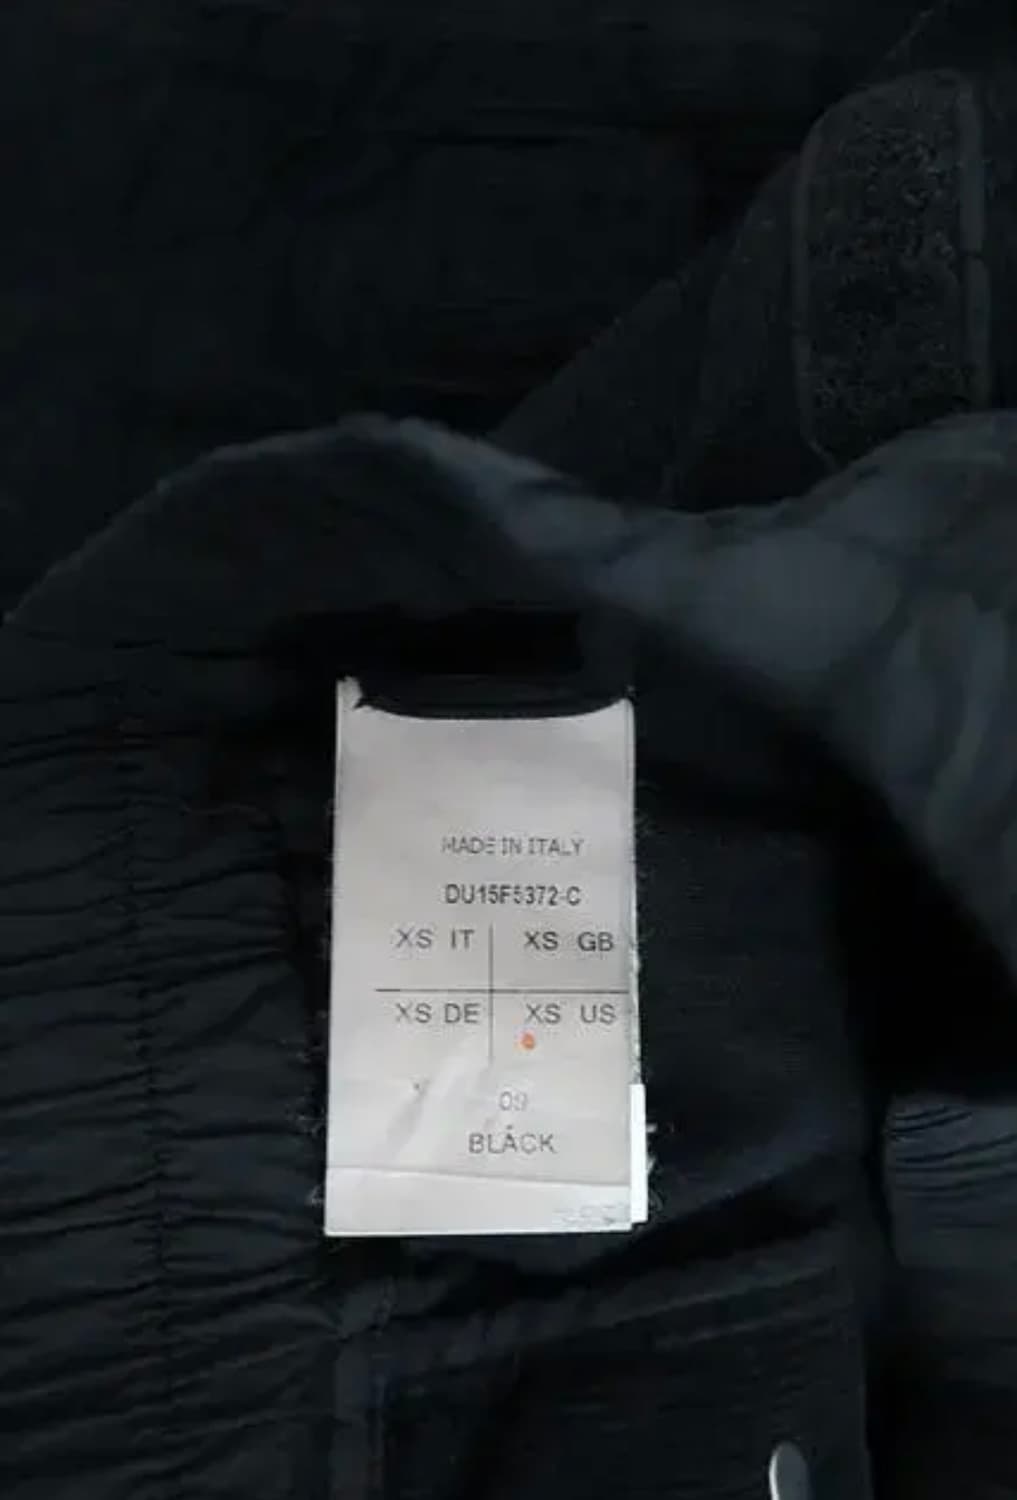 MADE IN ITALY
DU15F5372-C
XS IT XS GB
XS DE XS US
09
BLACK